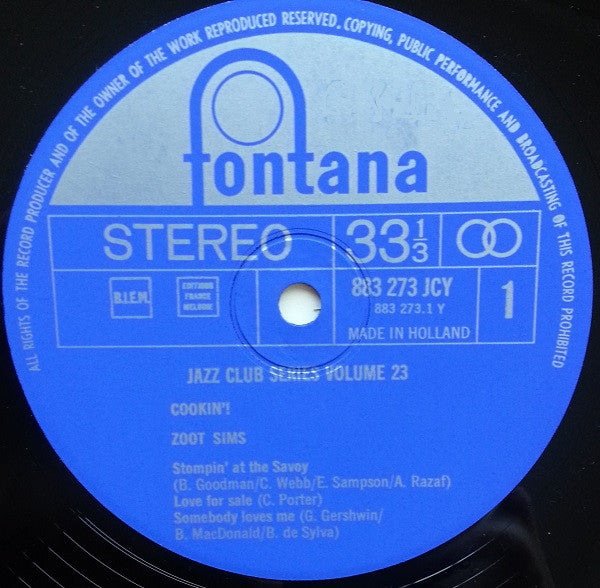 ALL RIGHTS OF THE RECORD PRODUCER AND OF THE OWNER OF THE WORK REPRODUCED RESERVED. COPYING, PUBLIC PERFORMANCE AND BROADCASTING OF THIS RECORD PROHIBITED
fontana
STEREO 33 1/3
B.I.E.M. EDITIONS FRANCE MELODIE 883 273 JCY 1
883 273.1 Y
MADE IN HOLLAND
JAZZ CLUB SERIES VOLUME 23
COOKIN'!
ZOOT SIMS
Stompin' at the Savoy
(B. Goodman/C. Webb/E. Sampson/A. Razaf)
Love for sale (C. Porter)
Somebody loves me (G. Gershwin/
B. MacDonald/B. de Sylva)